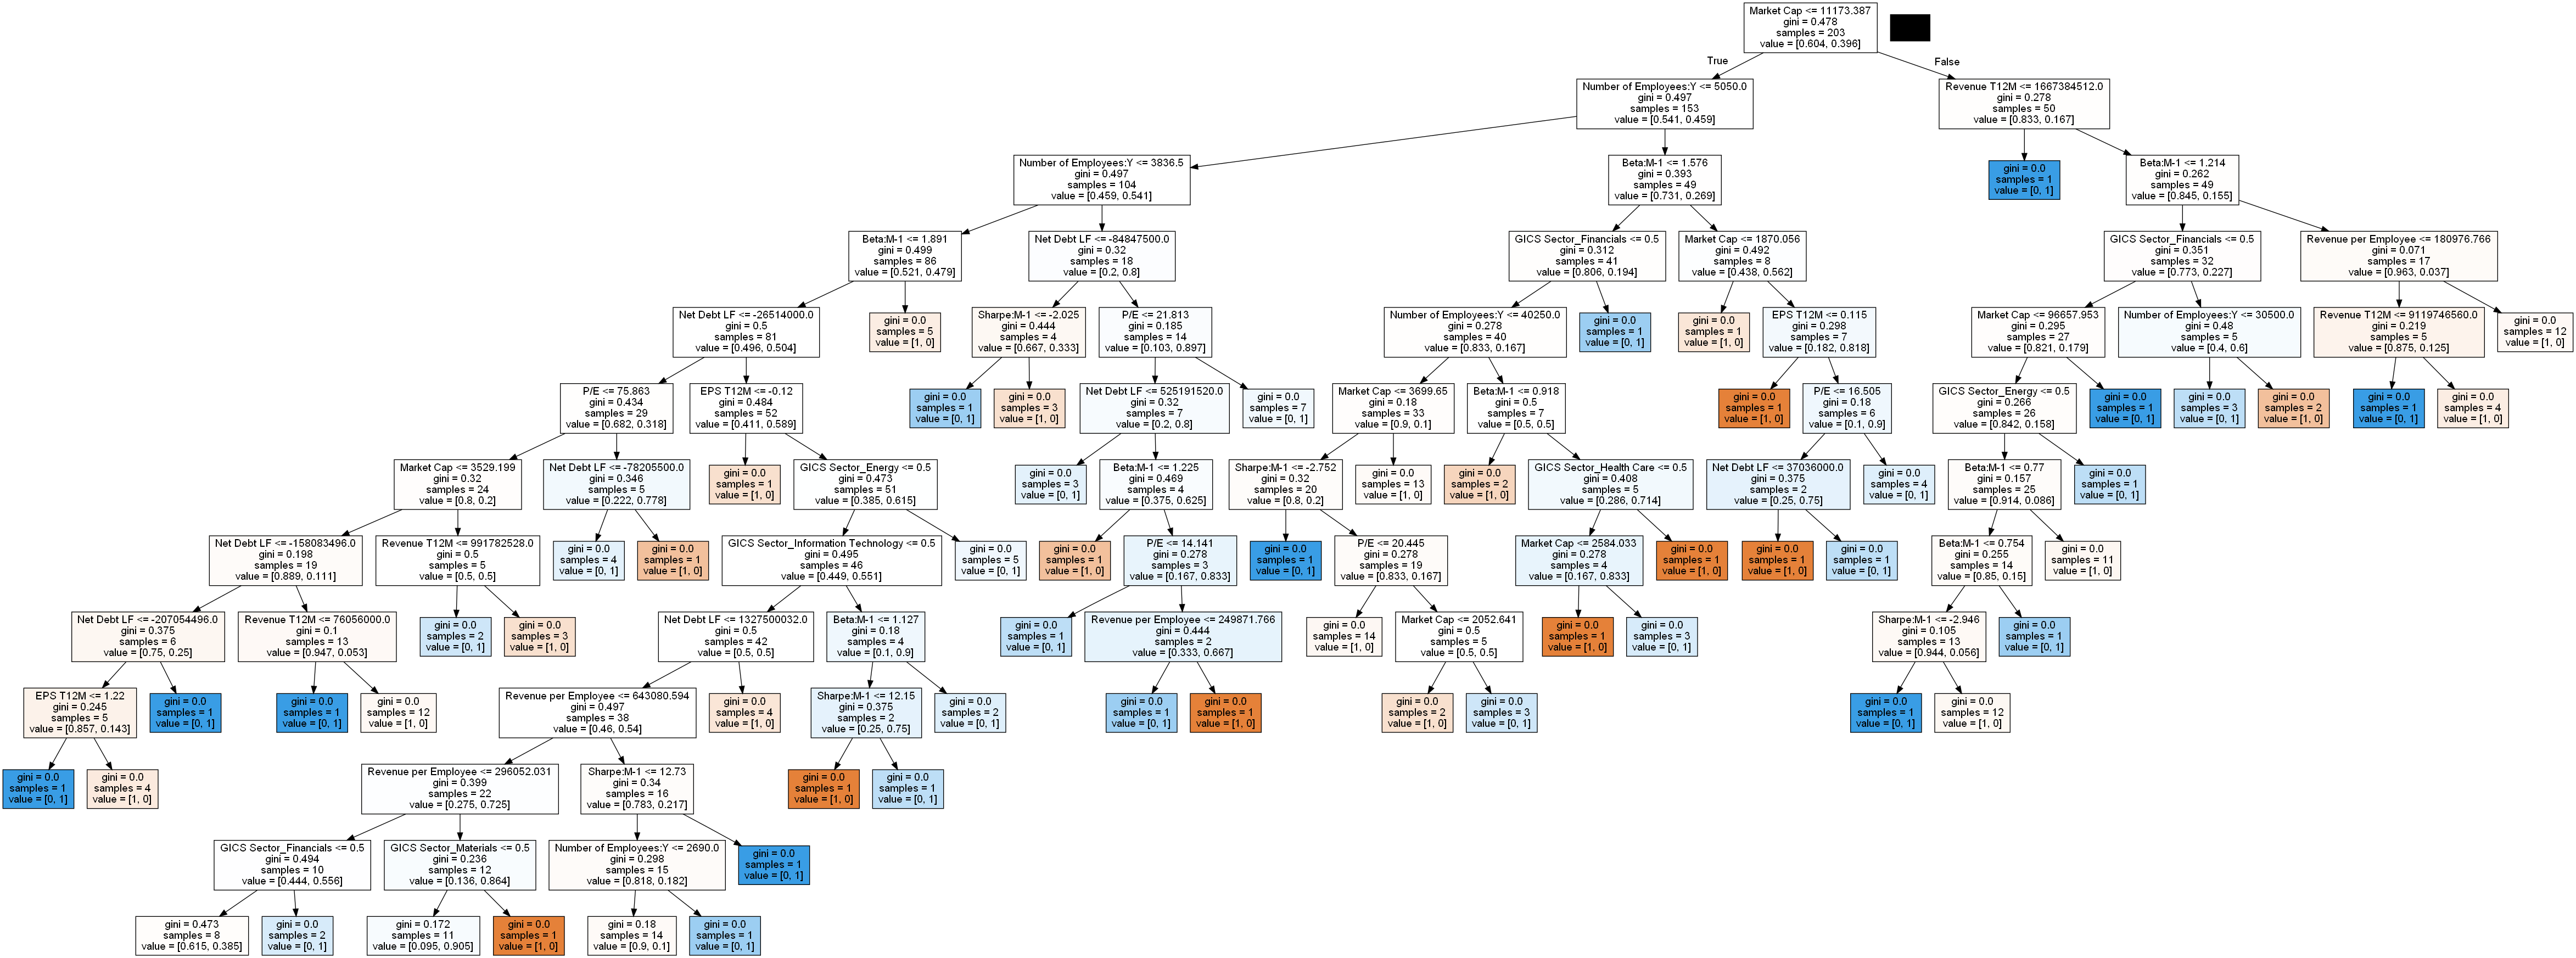 Market Cap <= 11173.387
gini = 0.478
samples = 203
value = [0.604, 0.396]
True
False
Number of Employees:Y <= 5050.0
gini = 0.497
samples = 153
value = [0.541, 0.459]
Revenue T12M <= 1667384512.0
gini = 0.278
samples = 50
value = [0.833, 0.167]
Number of Employees:Y <= 3836.5
gini = 0.497
samples = 104
value = [0.459, 0.541]
Beta:M-1 <= 1.576
gini = 0.393
samples = 49
value = [0.731, 0.269]
gini = 0.0
samples = 1
value = [0, 1]
Beta:M-1 <= 1.214
gini = 0.262
samples = 49
value = [0.845, 0.155]
Beta:M-1 <= 1.891
gini = 0.499
samples = 86
value = [0.521, 0.479]
Net Debt LF <= -84847500.0
gini = 0.32
samples = 18
value = [0.2, 0.8]
GICS Sector_Financials <= 0.5
gini = 0.312
samples = 41
value = [0.806, 0.194]
Market Cap <= 1870.056
gini = 0.492
samples = 8
value = [0.438, 0.562]
GICS Sector_Financials <= 0.5
gini = 0.351
samples = 32
value = [0.773, 0.227]
Revenue per Employee <= 180976.766
gini = 0.071
samples = 17
value = [0.963, 0.037]
Net Debt LF <= -26514000.0
gini = 0.5
samples = 81
value = [0.496, 0.504]
gini = 0.0
samples = 5
value = [1, 0]
Sharpe:M-1 <= -2.025
gini = 0.444
samples = 4
value = [0.667, 0.333]
P/E <= 21.813
gini = 0.185
samples = 14
value = [0.103, 0.897]
Number of Employees:Y <= 40250.0
gini = 0.278
samples = 40
value = [0.833, 0.167]
gini = 0.0
samples = 1
value = [0, 1]
gini = 0.0
samples = 1
value = [1, 0]
EPS T12M <= 0.115
gini = 0.298
samples = 7
value = [0.182, 0.818]
Market Cap <= 96657.953
gini = 0.295
samples = 27
value = [0.821, 0.179]
Number of Employees:Y <= 30500.0
gini = 0.48
samples = 5
value = [0.4, 0.6]
Revenue T12M <= 9119746560.0
gini = 0.219
samples = 5
value = [0.875, 0.125]
gini = 0.0
samples = 12
value = [1, 0]
P/E <= 75.863
gini = 0.434
samples = 29
value = [0.682, 0.318]
EPS T12M <= -0.12
gini = 0.484
samples = 52
value = [0.411, 0.589]
gini = 0.0
samples = 1
value = [0, 1]
gini = 0.0
samples = 3
value = [1, 0]
Net Debt LF <= 525191520.0
gini = 0.32
samples = 7
value = [0.2, 0.8]
gini = 0.0
samples = 7
value = [0, 1]
Market Cap <= 3699.65
gini = 0.18
samples = 33
value = [0.9, 0.1]
Beta:M-1 <= 0.918
gini = 0.5
samples = 7
value = [0.5, 0.5]
gini = 0.0
samples = 1
value = [1, 0]
P/E <= 16.505
gini = 0.18
samples = 6
value = [0.1, 0.9]
GICS Sector_Energy <= 0.5
gini = 0.266
samples = 26
value = [0.842, 0.158]
gini = 0.0
samples = 1
value = [0, 1]
gini = 0.0
samples = 3
value = [0, 1]
gini = 0.0
samples = 2
value = [1, 0]
gini = 0.0
samples = 1
value = [0, 1]
gini = 0.0
samples = 4
value = [1, 0]
Market Cap <= 3529.199
gini = 0.32
samples = 24
value = [0.8, 0.2]
Net Debt LF <= -78205500.0
gini = 0.346
samples = 5
value = [0.222, 0.778]
gini = 0.0
samples = 1
value = [1, 0]
GICS Sector_Energy <= 0.5
gini = 0.473
samples = 51
value = [0.385, 0.615]
gini = 0.0
samples = 3
value = [0, 1]
Beta:M-1 <= 1.225
gini = 0.469
samples = 4
value = [0.375, 0.625]
Sharpe:M-1 <= -2.752
gini = 0.32
samples = 20
value = [0.8, 0.2]
gini = 0.0
samples = 13
value = [1, 0]
gini = 0.0
samples = 2
value = [1, 0]
GICS Sector_Health Care <= 0.5
gini = 0.408
samples = 5
value = [0.286, 0.714]
Net Debt LF <= 37036000.0
gini = 0.375
samples = 2
value = [0.25, 0.75]
gini = 0.0
samples = 4
value = [0, 1]
Beta:M-1 <= 0.77
gini = 0.157
samples = 25
value = [0.914, 0.086]
gini = 0.0
samples = 1
value = [0, 1]
Net Debt LF <= -158083496.0
gini = 0.198
samples = 19
value = [0.889, 0.111]
Revenue T12M <= 991782528.0
gini = 0.5
samples = 5
value = [0.5, 0.5]
gini = 0.0
samples = 4
value = [0, 1]
gini = 0.0
samples = 1
value = [1, 0]
GICS Sector_Information Technology <= 0.5
gini = 0.495
samples = 46
value = [0.449, 0.551]
gini = 0.0
samples = 5
value = [0, 1]
gini = 0.0
samples = 1
value = [1, 0]
P/E <= 14.141
gini = 0.278
samples = 3
value = [0.167, 0.833]
gini = 0.0
samples = 1
value = [0, 1]
P/E <= 20.445
gini = 0.278
samples = 19
value = [0.833, 0.167]
Market Cap <= 2584.033
gini = 0.278
samples = 4
value = [0.167, 0.833]
gini = 0.0
samples = 1
value = [1, 0]
gini = 0.0
samples = 1
value = [1, 0]
gini = 0.0
samples = 1
value = [0, 1]
Beta:M-1 <= 0.754
gini = 0.255
samples = 14
value = [0.85, 0.15]
gini = 0.0
samples = 11
value = [1, 0]
Net Debt LF <= -207054496.0
gini = 0.375
samples = 6
value = [0.75, 0.25]
Revenue T12M <= 76056000.0
gini = 0.1
samples = 13
value = [0.947, 0.053]
gini = 0.0
samples = 2
value = [0, 1]
gini = 0.0
samples = 3
value = [1, 0]
Net Debt LF <= 1327500032.0
gini = 0.5
samples = 42
value = [0.5, 0.5]
Beta:M-1 <= 1.127
gini = 0.18
samples = 4
value = [0.1, 0.9]
gini = 0.0
samples = 1
value = [0, 1]
Revenue per Employee <= 249871.766
gini = 0.444
samples = 2
value = [0.333, 0.667]
gini = 0.0
samples = 14
value = [1, 0]
Market Cap <= 2052.641
gini = 0.5
samples = 5
value = [0.5, 0.5]
gini = 0.0
samples = 1
value = [1, 0]
gini = 0.0
samples = 3
value = [0, 1]
Sharpe:M-1 <= -2.946
gini = 0.105
samples = 13
value = [0.944, 0.056]
gini = 0.0
samples = 1
value = [0, 1]
EPS T12M <= 1.22
gini = 0.245
samples = 5
value = [0.857, 0.143]
gini = 0.0
samples = 1
value = [0, 1]
gini = 0.0
samples = 1
value = [0, 1]
gini = 0.0
samples = 12
value = [1, 0]
Revenue per Employee <= 643080.594
gini = 0.497
samples = 38
value = [0.46, 0.54]
gini = 0.0
samples = 4
value = [1, 0]
Sharpe:M-1 <= 12.15
gini = 0.375
samples = 2
value = [0.25, 0.75]
gini = 0.0
samples = 2
value = [0, 1]
gini = 0.0
samples = 1
value = [0, 1]
gini = 0.0
samples = 1
value = [1, 0]
gini = 0.0
samples = 2
value = [1, 0]
gini = 0.0
samples = 3
value = [0, 1]
gini = 0.0
samples = 1
value = [0, 1]
gini = 0.0
samples = 12
value = [1, 0]
gini = 0.0
samples = 1
value = [0, 1]
gini = 0.0
samples = 4
value = [1, 0]
Revenue per Employee <= 296052.031
gini = 0.399
samples = 22
value = [0.275, 0.725]
Sharpe:M-1 <= 12.73
gini = 0.34
samples = 16
value = [0.783, 0.217]
gini = 0.0
samples = 1
value = [1, 0]
gini = 0.0
samples = 1
value = [0, 1]
GICS Sector_Financials <= 0.5
gini = 0.494
samples = 10
value = [0.444, 0.556]
GICS Sector_Materials <= 0.5
gini = 0.236
samples = 12
value = [0.136, 0.864]
Number of Employees:Y <= 2690.0
gini = 0.298
samples = 15
value = [0.818, 0.182]
gini = 0.0
samples = 1
value = [0, 1]
gini = 0.473
samples = 8
value = [0.615, 0.385]
gini = 0.0
samples = 2
value = [0, 1]
gini = 0.172
samples = 11
value = [0.095, 0.905]
gini = 0.0
samples = 1
value = [1, 0]
gini = 0.18
samples = 14
value = [0.9, 0.1]
gini = 0.0
samples = 1
value = [0, 1]